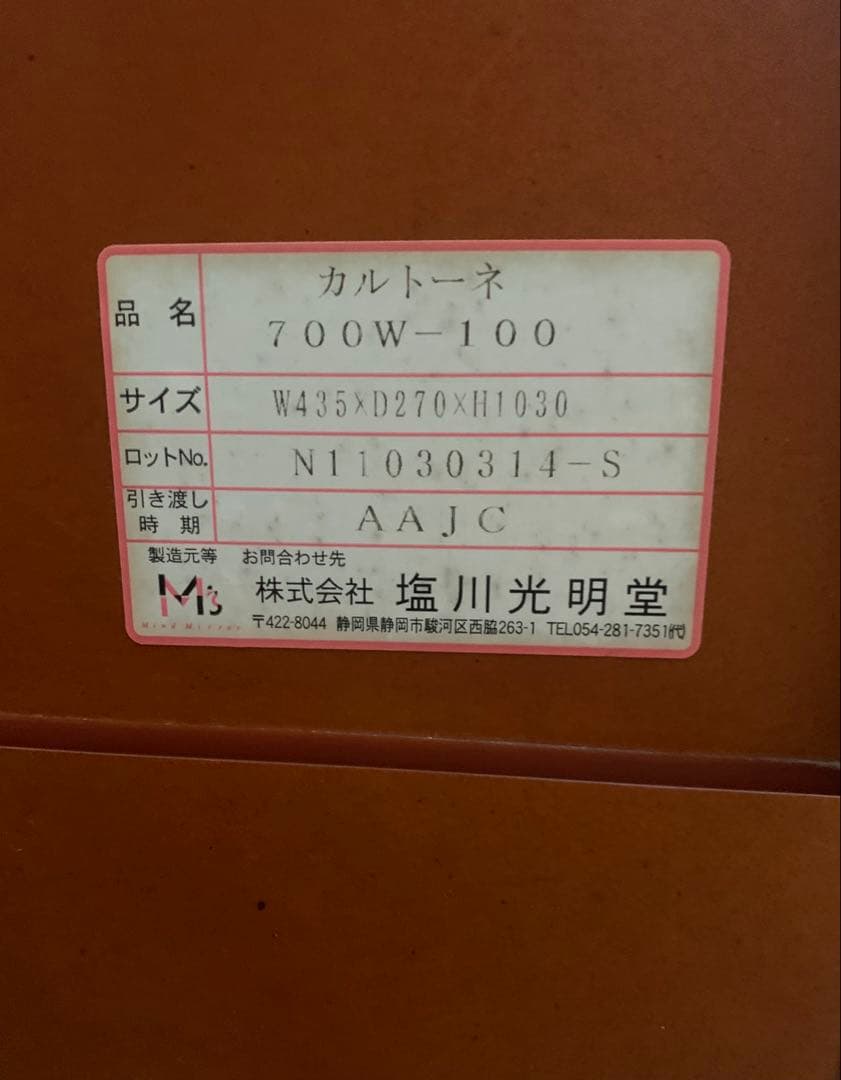 品 名 カルトーネ
700W-100
サイズ W435×D270×H1030
ロットNo. N11030314-S
引き渡し
時 期 AAJC
製造元等 お問合わせ先
M's 株式会社 塩川光明堂
Mind Mirror 〒422-8044 静岡県静岡市駿河区西脇263-1 TEL054-281-7351㈹